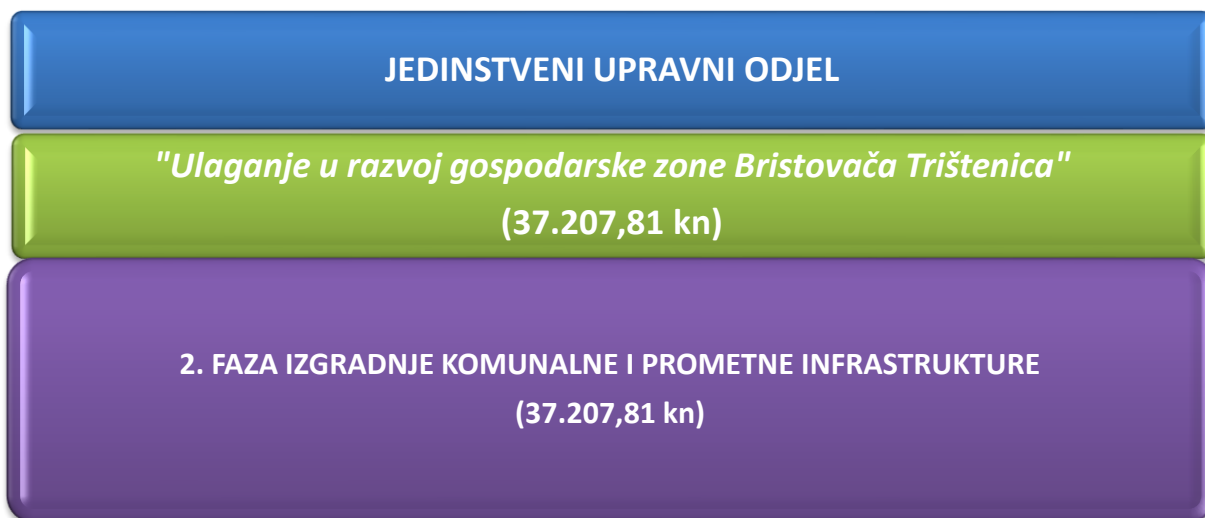 JEDINSTVENI UPRAVNI ODJEL
"Ulaganje u razvoj gospodarske zone Bristovača Trištenica"
(37.207,81 kn)
2. FAZA IZGRADNJE KOMUNALNE I PROMETNE INFRASTRUKTURE
(37.207,81 kn)